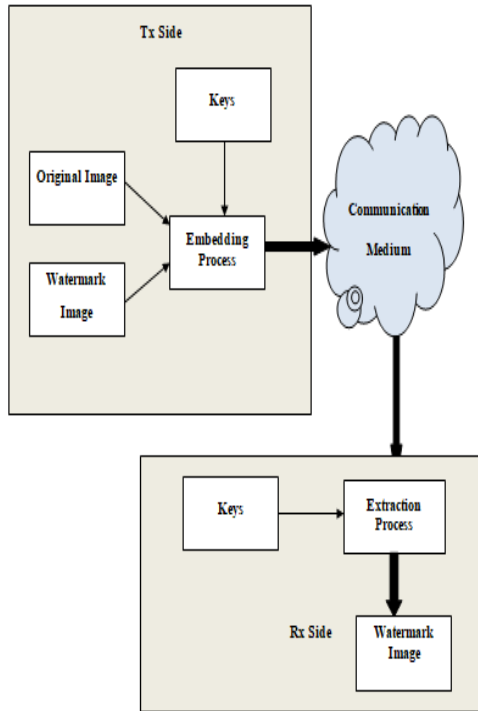 Tx Side
Keys
Original Image
Embedding
Process
Watermark
Image
Communication
Medium
Keys
Extraction
Process
Rx Side
Watermark
Image